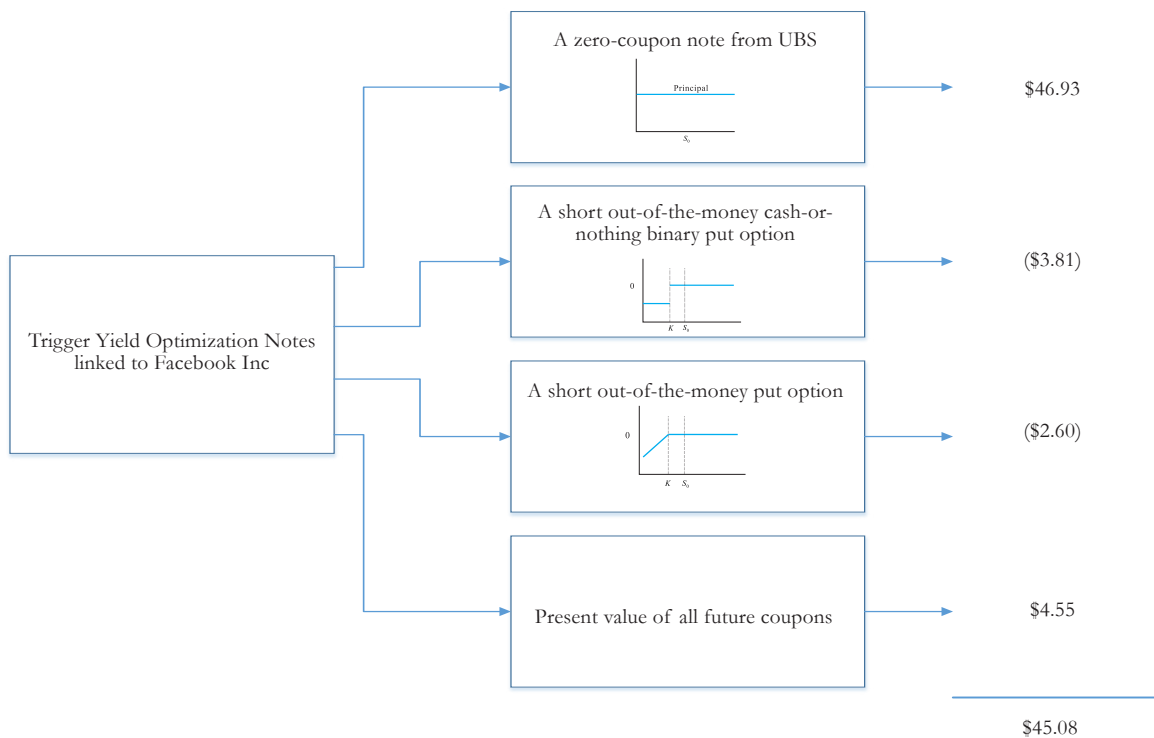 A zero-coupon note from UBS
Principal
S₀
$46.93
A short out-of-the-money cash-or-
nothing binary put option
0
K S₀
($3.81)
Trigger Yield Optimization Notes
linked to Facebook Inc
A short out-of-the-money put option
0
K S₀
($2.60)
Present value of all future coupons
$4.55
$45.08